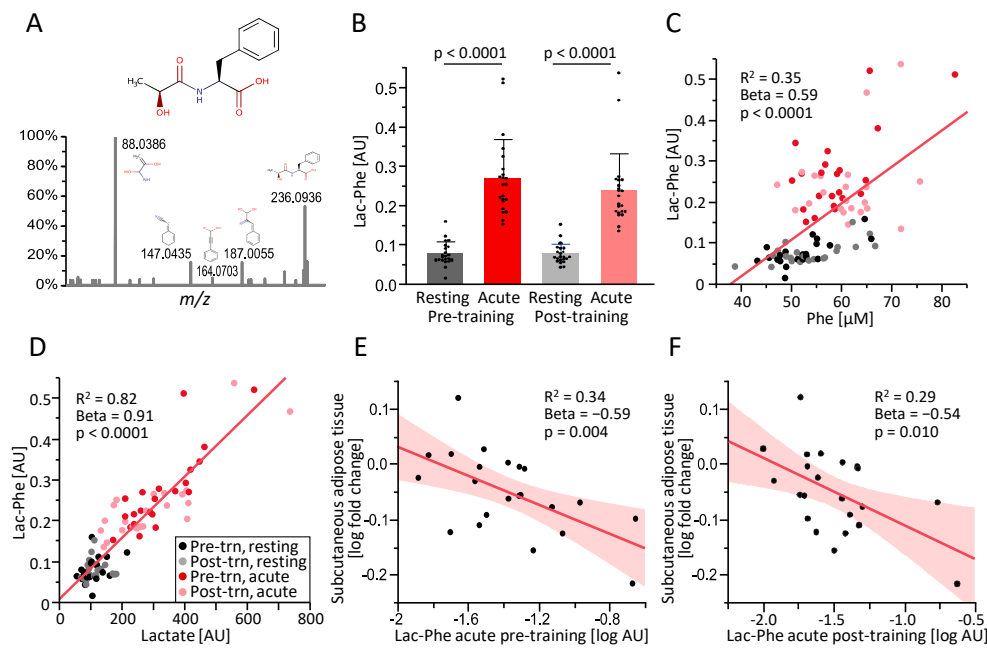 A
H₃C
O
OH
N
H
O
OH
100%
80%
60%
40%
20%
0%
88.0386
147.0435
164.0703
187.0055
236.0936
m/z
B
Lac-Phe [AU]
0.6
0.5
0.4
0.3
0.2
0.1
0
p < 0.0001
p < 0.0001
Resting Acute Resting Acute
Pre-training Post-training
C
Lac-Phe [AU]
0.5
0.4
0.3
0.2
0.1
0
R² = 0.35
Beta = 0.59
p < 0.0001
40 50 60 70 80
Phe [µM]
D
Lac-Phe [AU]
0.5
0.4
0.3
0.2
0.1
0
R² = 0.82
Beta = 0.91
p < 0.0001
Pre-trn, resting
Post-trn, resting
Pre-trn, acute
Post-trn, acute
0 200 400 600 800
Lactate [AU]
E
Subcutaneous adipose tissue
[log fold change]
0.1
0.0
-0.1
-0.2
R² = 0.34
Beta = −0.59
p = 0.004
-2 -1.6 -1.3 -1.0 -0.7
Lac-Phe acute pre-training [log AU]
F
Subcutaneous adipose tissue
[log fold change]
0.1
0.0
-0.1
-0.2
R² = 0.29
Beta = −0.54
p = 0.010
-2.0 -1.5 -1.0 -0.5
Lac-Phe acute post-training [log AU]